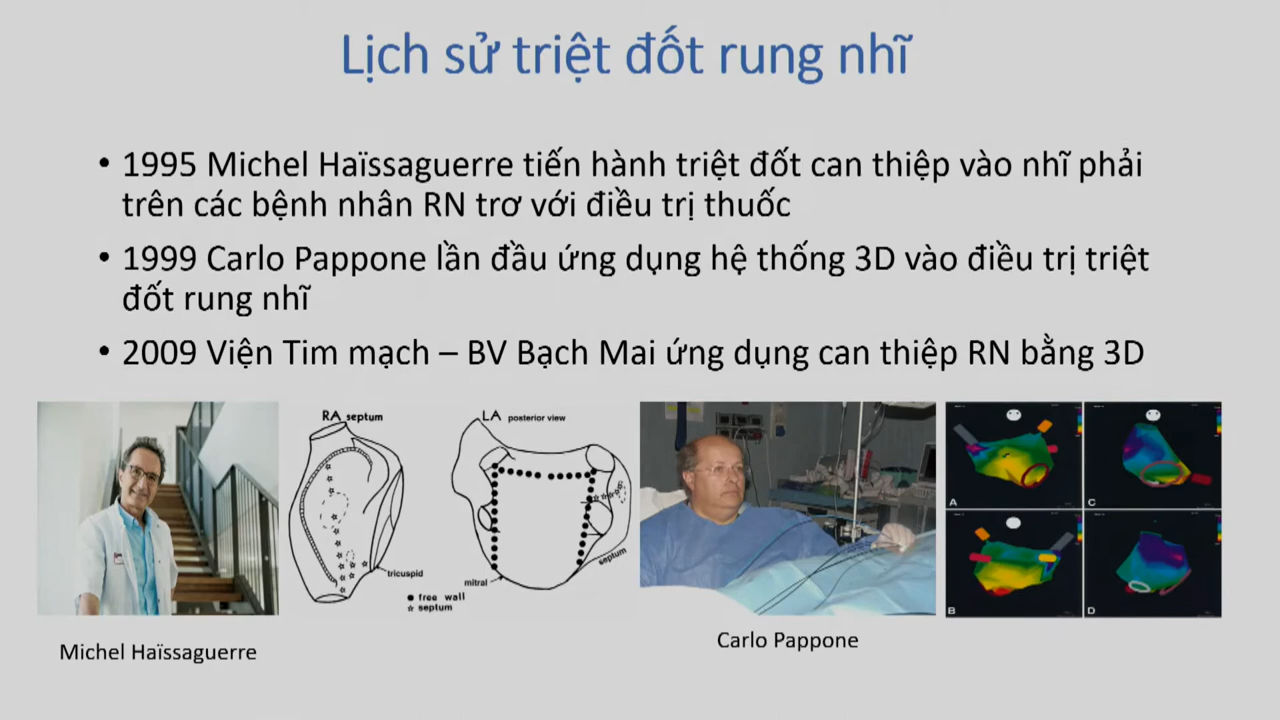 Lịch sử triệt đốt rung nhĩ
• 1995 Michel Haïssaguerre tiến hành triệt đốt can thiệp vào nhĩ phải
trên các bệnh nhân RN trơ với điều trị thuốc
• 1999 Carlo Pappone lần đầu ứng dụng hệ thống 3D vào điều trị triệt
đốt rung nhĩ
• 2009 Viện Tim mạch – BV Bạch Mai ứng dụng can thiệp RN bằng 3D
RA septum
LA posterior view
tricuspid
mitral
septum
● free wall
☆ septum
A
C
B
D
Michel Haïssaguerre
Carlo Pappone